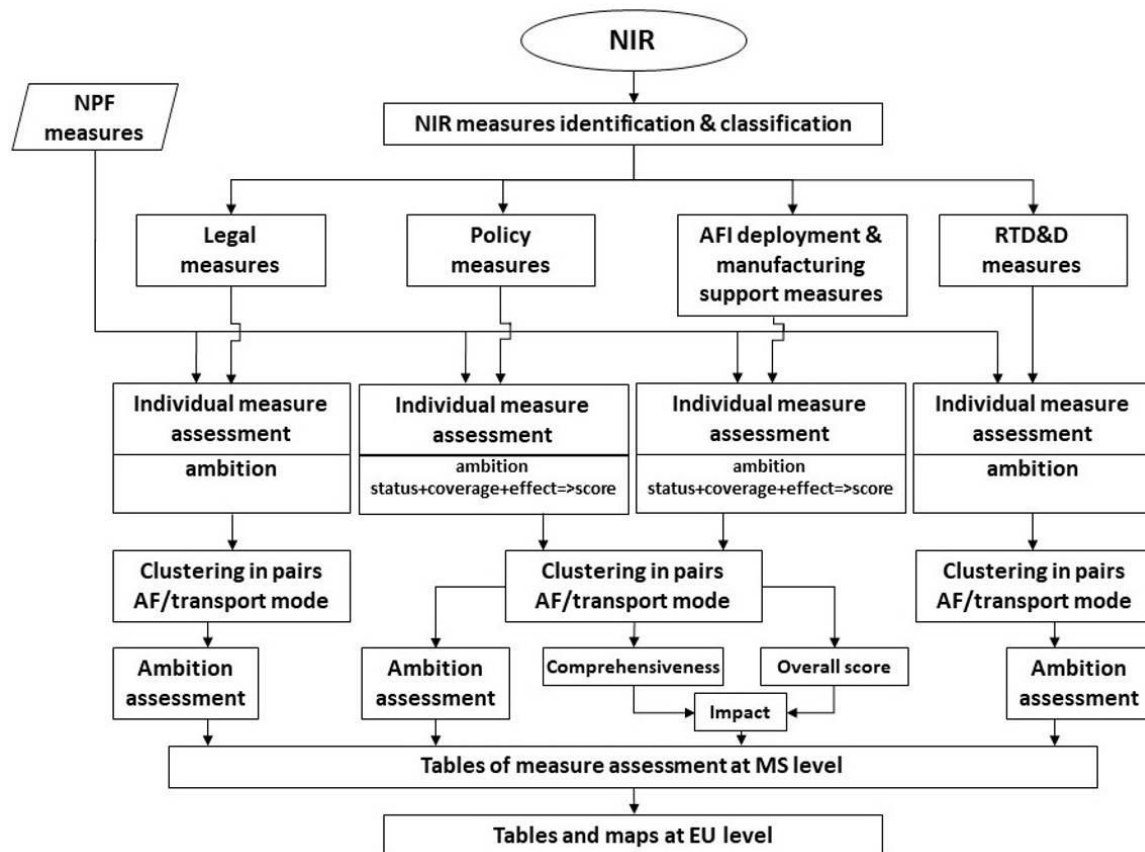 NIR
NPF
measures
NIR measures identification & classification
Legal
measures
Policy
measures
AFI deployment &
manufacturing
support measures
RTD&D
measures
Individual measure
assessment
ambition
Individual measure
assessment
ambition
status+coverage+effect=>score
Individual measure
assessment
ambition
status+coverage+effect=>score
Individual measure
assessment
ambition
Clustering in pairs
AF/transport mode
Clustering in pairs
AF/transport mode
Clustering in pairs
AF/transport mode
Ambition
assessment
Ambition
assessment
Comprehensiveness
Overall score
Impact
Ambition
assessment
Tables of measure assessment at MS level
Tables and maps at EU level